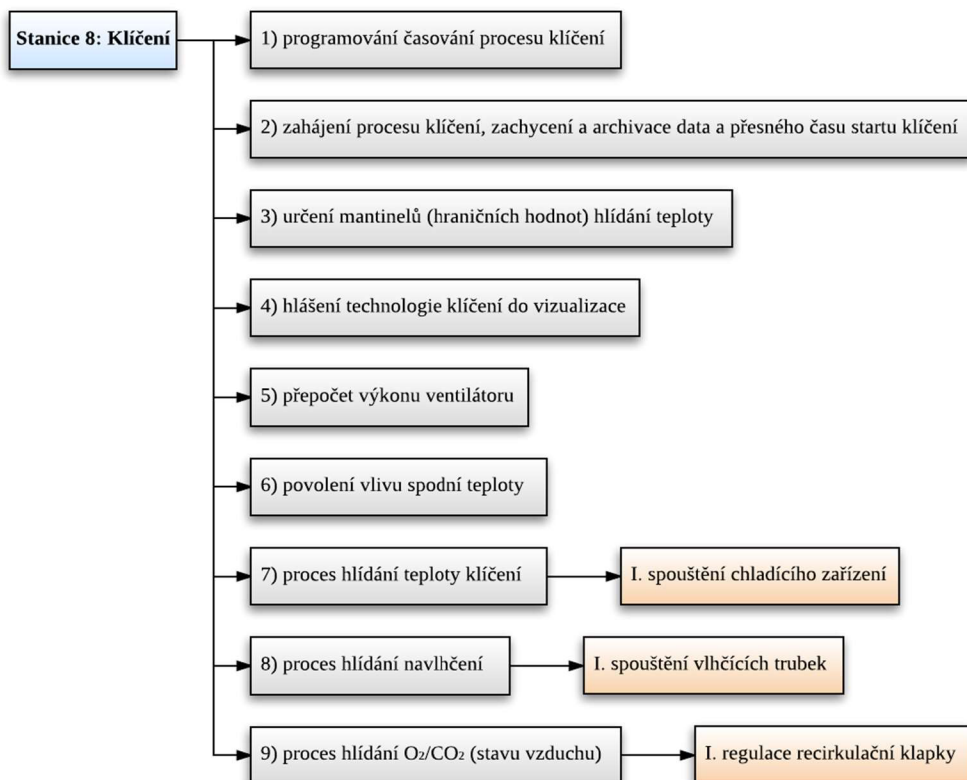 Stanice 8: Klíčení
1) programování časování procesu klíčení
2) zahájení procesu klíčení, zachycení a archivace data a přesného času startu klíčení
3) určení mantinelů (hraničních hodnot) hlídání teploty
4) hlášení technologie klíčení do vizualizace
5) přepočet výkonu ventilátoru
6) povolení vlivu spodní teploty
7) proces hlídání teploty klíčení
I. spouštění chladícího zařízení
8) proces hlídání navlhčení
I. spouštění vlhčících trubek
9) proces hlídání O₂/CO₂ (stavu vzduchu)
I. regulace recirkulační klapky